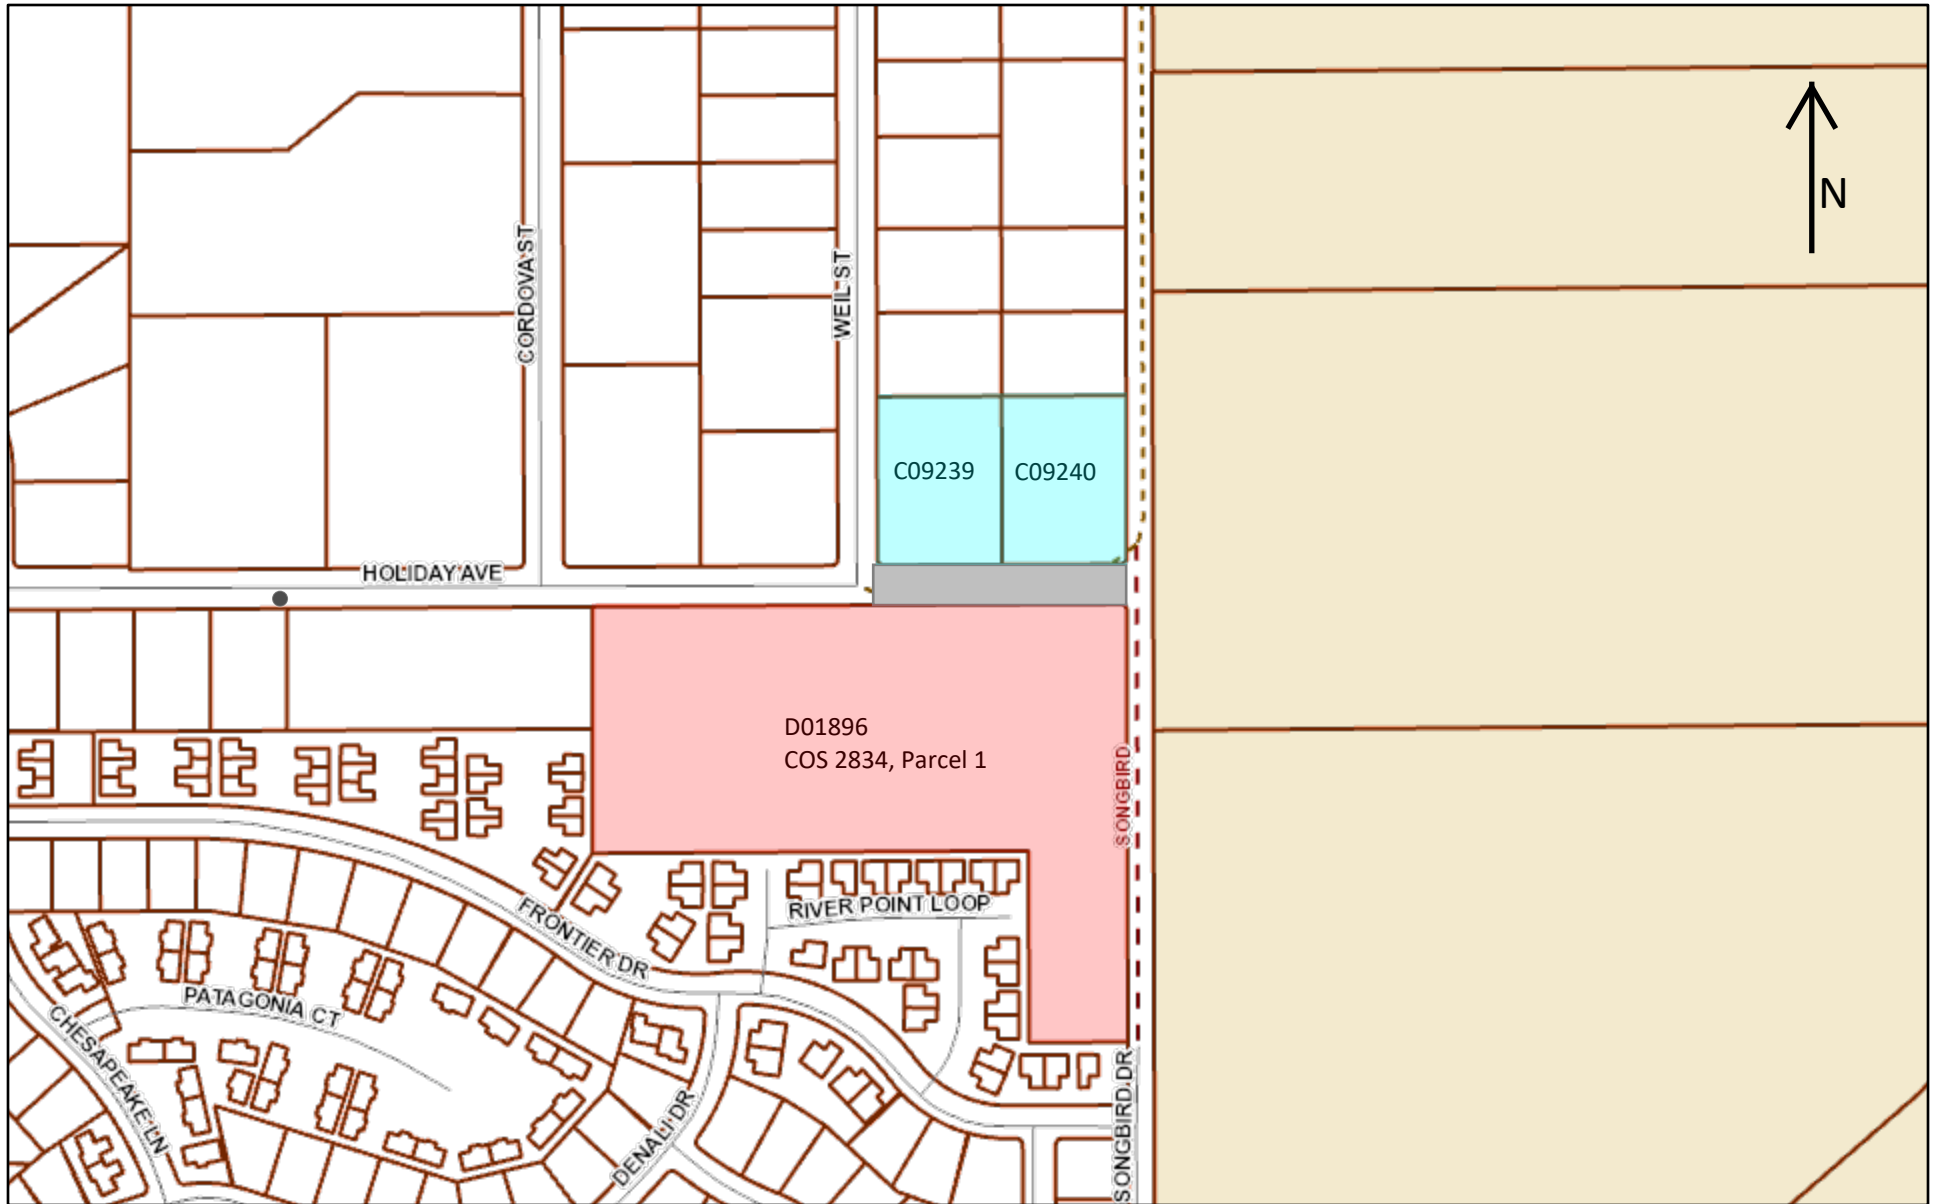 N
CORDOVA ST
WEIL ST
C09239
C09240
HOLIDAY AVE
D01896
COS 2834, Parcel 1
SONGBIRD
RIVER POINT LOOP
FRONTIER DR
PATAGONIA CT
CHESAPEAKE LN
DENALI DR
SONGBIRD DR